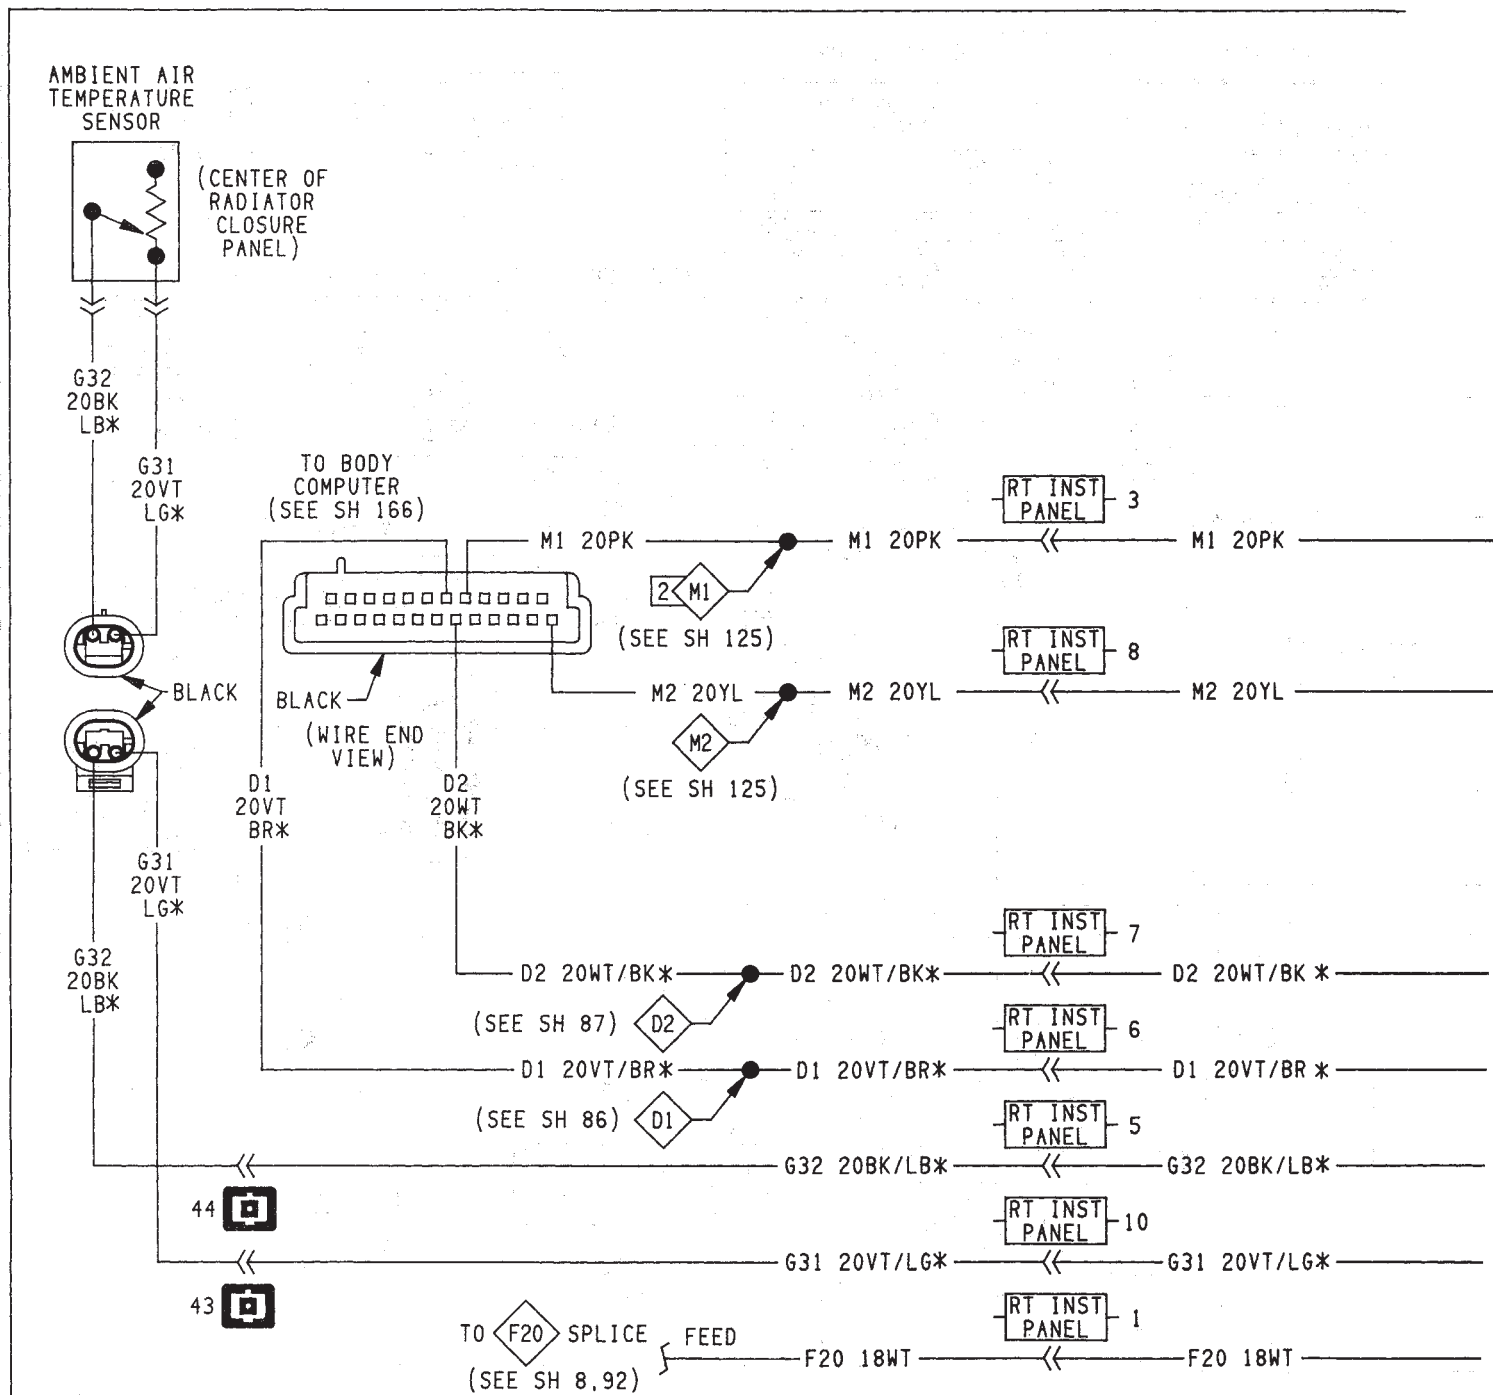 AMBIENT AIR
TEMPERATURE
SENSOR
(CENTER OF
RADIATOR
CLOSURE
PANEL)
G32
20BK
LB*
G31
20VT
LG*
TO BODY
COMPUTER
(SEE SH 166)
RT INST
PANEL
3
M1 20PK
M1 20PK
M1 20PK
2
M1
(SEE SH 125)
RT INST
PANEL
8
BLACK
BLACK
M2 20YL
M2 20YL
M2 20YL
(WIRE END
VIEW)
M2
(SEE SH 125)
D1
20VT
BR*
D2
20WT
BK*
G31
20VT
LG*
G32
20BK
LB*
RT INST
PANEL
7
D2 20WT/BK*
D2 20WT/BK*
D2 20WT/BK *
(SEE SH 87)
D2
RT INST
PANEL
6
D1 20VT/BR*
D1 20VT/BR*
D1 20VT/BR *
(SEE SH 86)
D1
RT INST
PANEL
5
G32 20BK/LB*
G32 20BK/LB*
44
RT INST
PANEL
10
G31 20VT/LG*
G31 20VT/LG*
43
RT INST
PANEL
1
TO F20 SPLICE
FEED
(SEE SH 8,92)
F20 18WT
F20 18WT